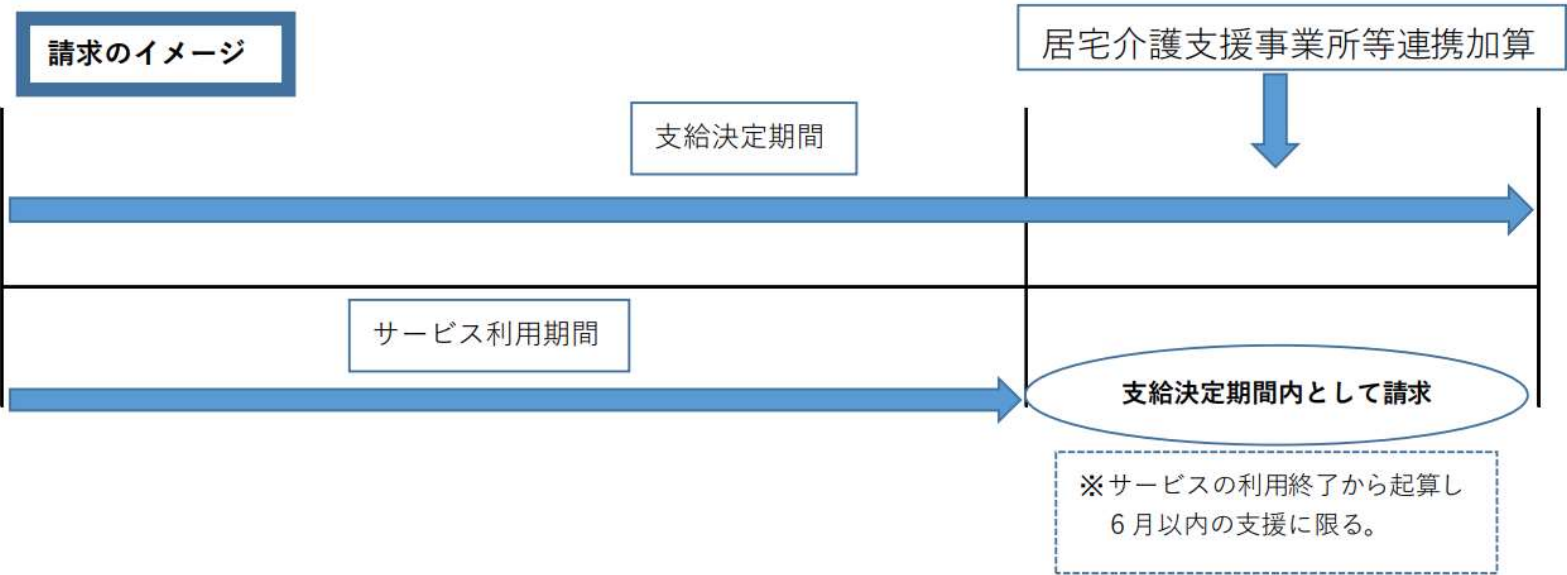 請求のイメージ
居宅介護支援事業所等連携加算
支給決定期間
サービス利用期間
支給決定期間内として請求
※サービスの利用終了から起算し
６月以内の支援に限る。